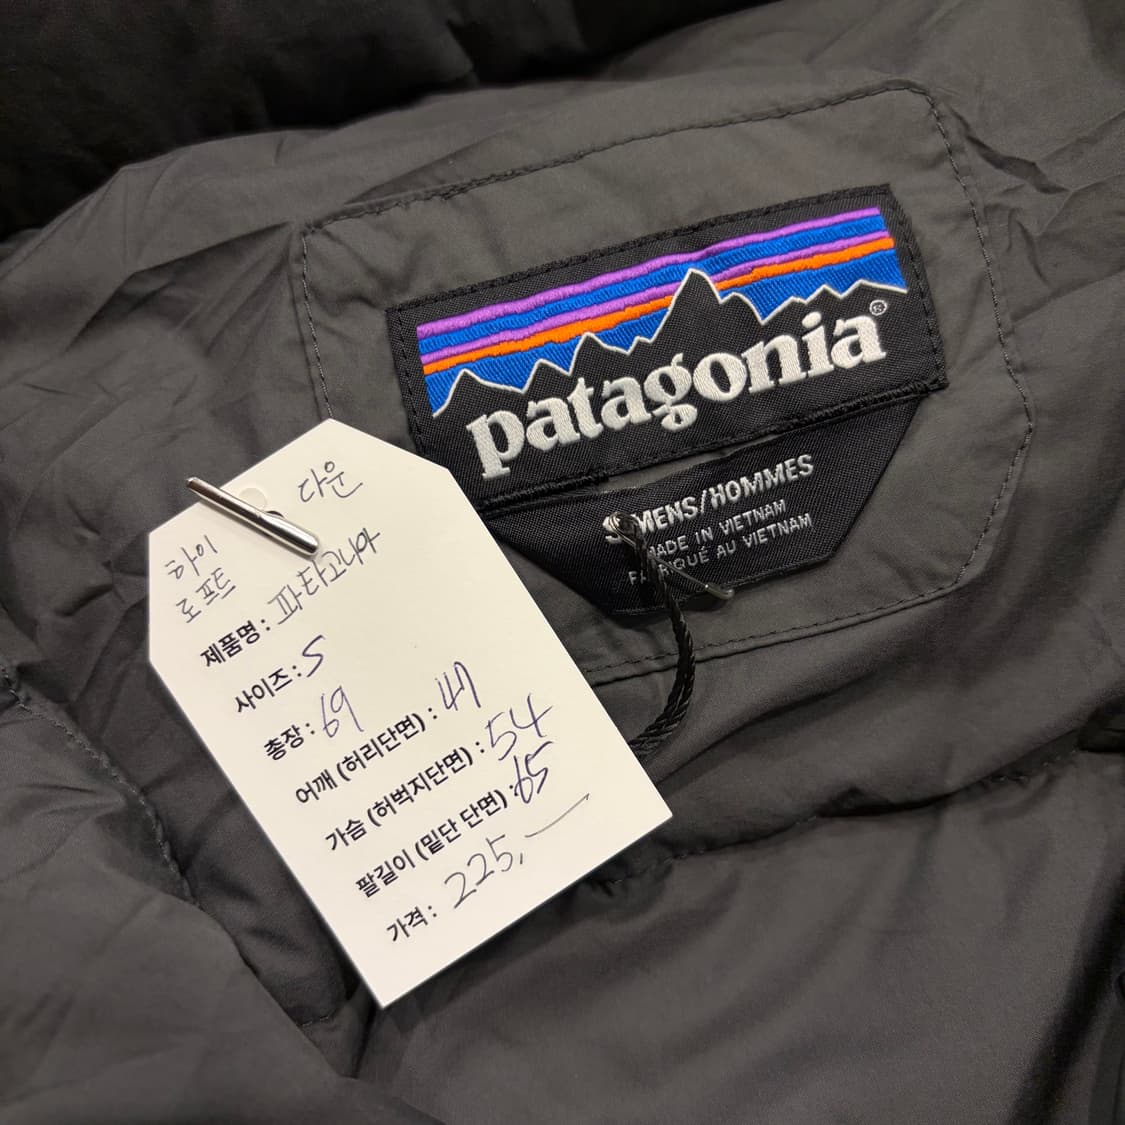 patagonia®
S MENS/HOMMES
MADE IN VIETNAM
FABRIQUÉ AU VIETNAM
하이 다운
로프트
제품명: 파타고니아
사이즈: S
총장: 69
어깨 (허리단면): 47
가슴 (허벅지단면): 54
팔길이 (밑단 단면): 65
가격: 225,—